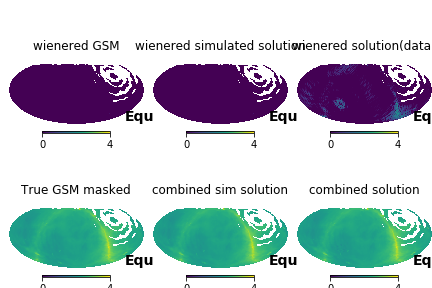 wienered GSM
wienered simulated solution
wienered solution(data
Equ
Equ
Eq
0 4
0 4
0 4
True GSM masked
combined sim solution
combined solution
Equ
Equ
Eq
0 4
0 4
0 4